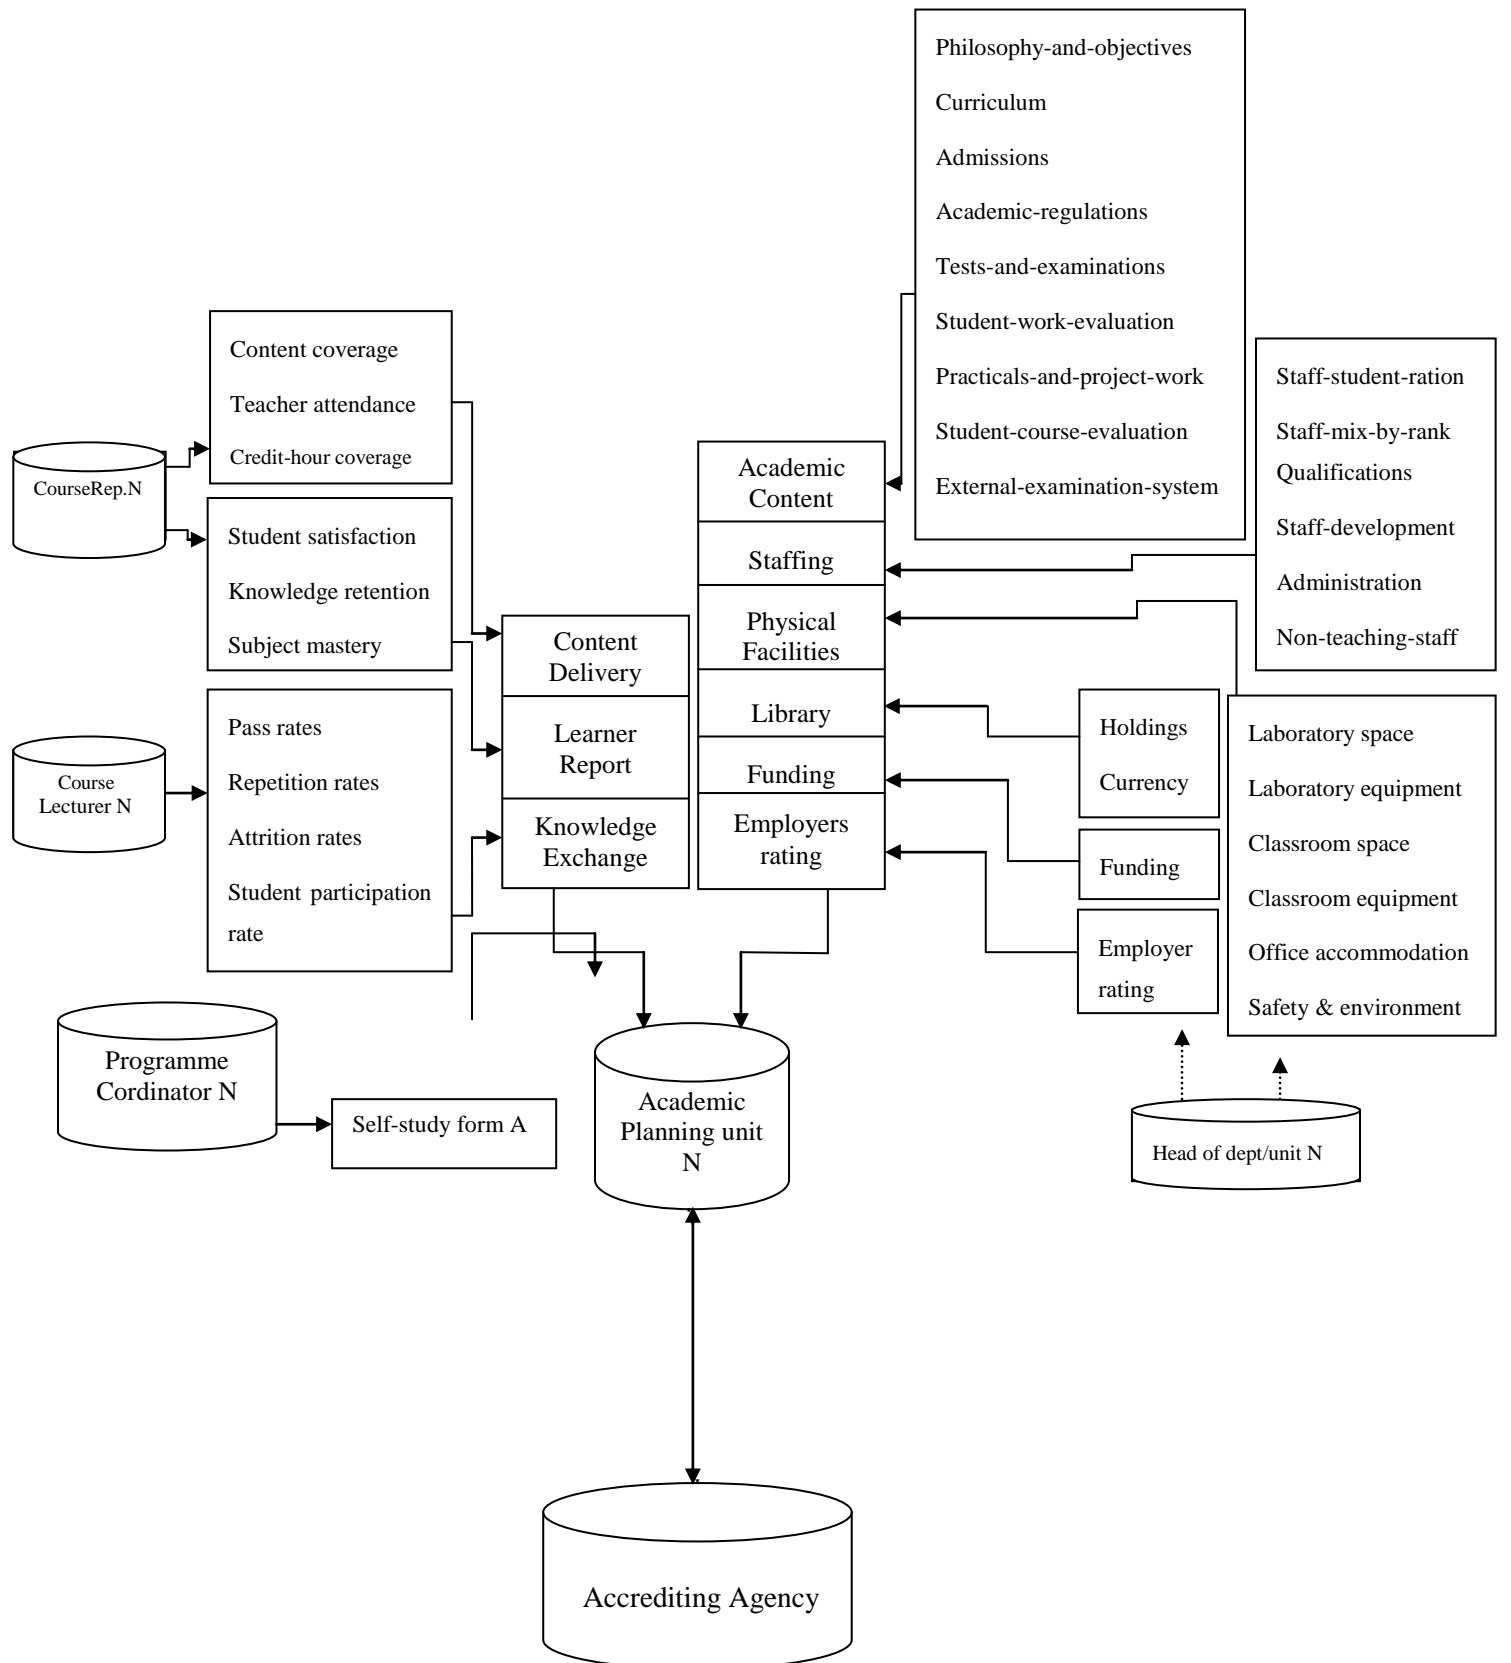 Philosophy-and-objectives
Curriculum
Admissions
Academic-regulations
Tests-and-examinations
Student-work-evaluation
Practicals-and-project-work
Student-course-evaluation
External-examination-system
Content coverage
Teacher attendance
Credit-hour coverage
Staff-student-ration
Staff-mix-by-rank
Qualifications
Staff-development
Administration
Non-teaching-staff
CourseRep.N
Student satisfaction
Knowledge retention
Subject mastery
Academic
Content
Staffing
Physical
Facilities
Library
Funding
Employers
rating
Content
Delivery
Learner
Report
Knowledge
Exchange
Course
Lecturer N
Pass rates
Repetition rates
Attrition rates
Student participation
rate
Holdings
Currency
Funding
Employer
rating
Laboratory space
Laboratory equipment
Classroom space
Classroom equipment
Office accommodation
Safety & environment
Programme
Cordinator N
Self-study form A
Academic
Planning unit
N
Head of dept/unit N
Accrediting Agency